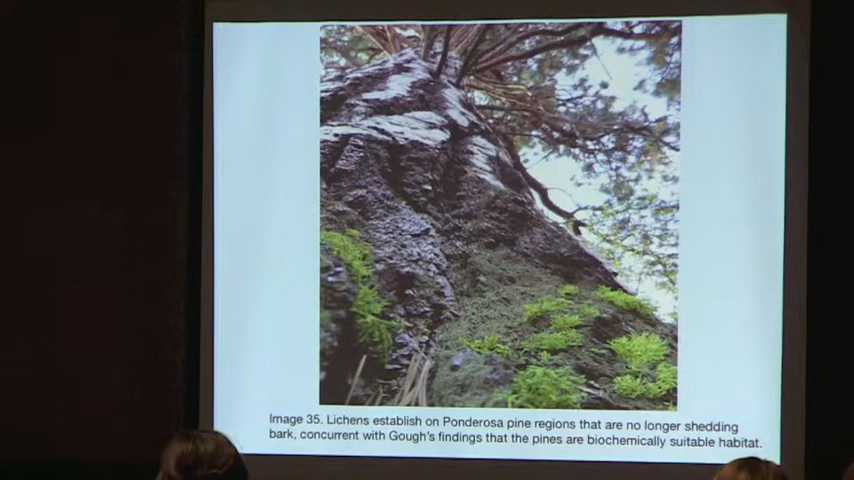 Image 35. Lichens establish on Ponderosa pine regions that are no longer shedding
bark, concurrent with Gough's findings that the pines are biochemically suitable habitat.